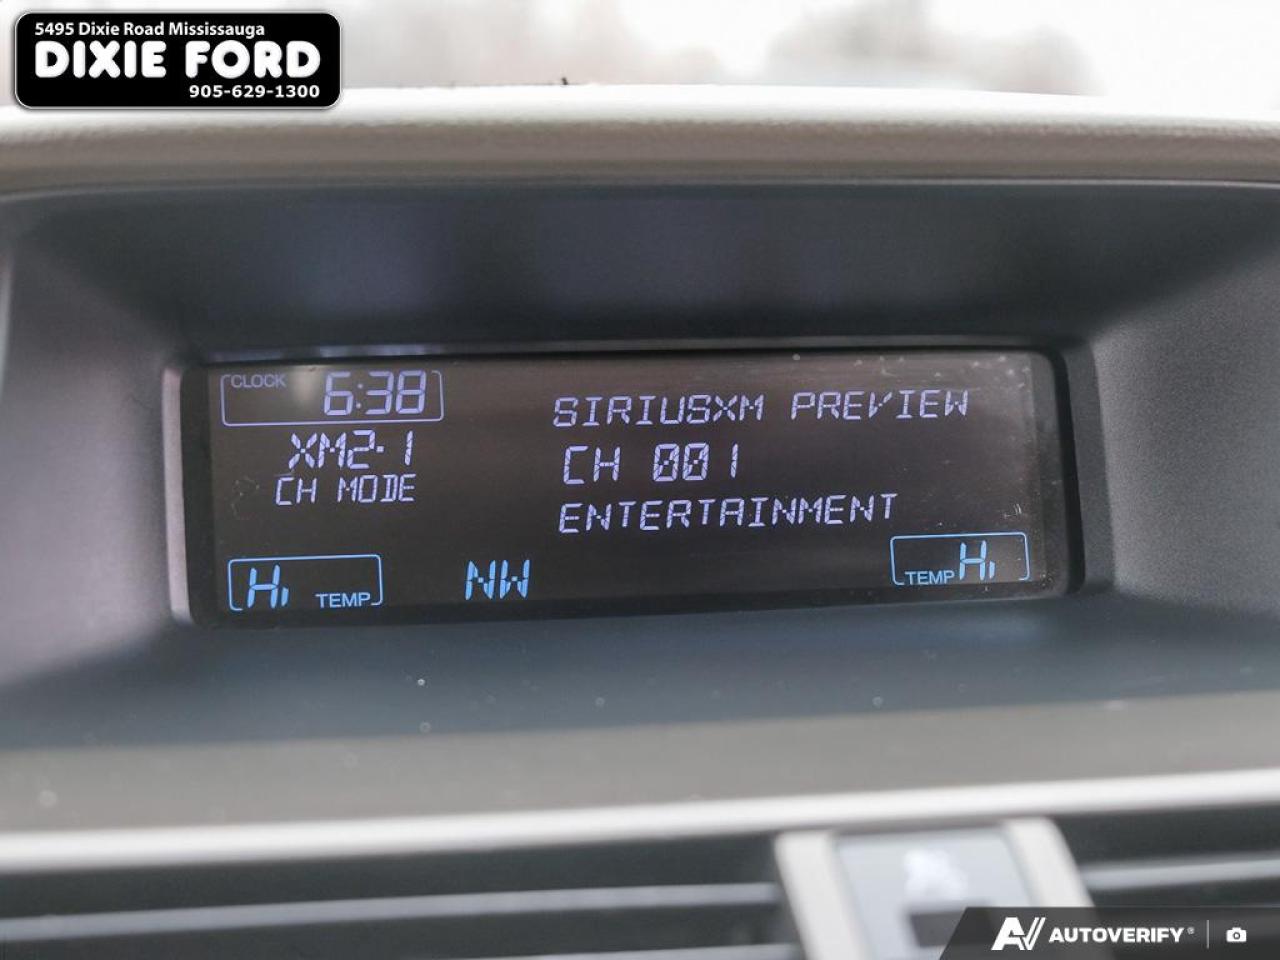 5495 Dixie Road Mississauga
DIXIE FORD
905-629-1300
CLOCK 6:38
XM2-1
CH MODE
SIRIUSXM PREVIEW
CH 001
ENTERTAINMENT
Hi TEMP
NW
TEMP Hi
AUTOVERIFY®